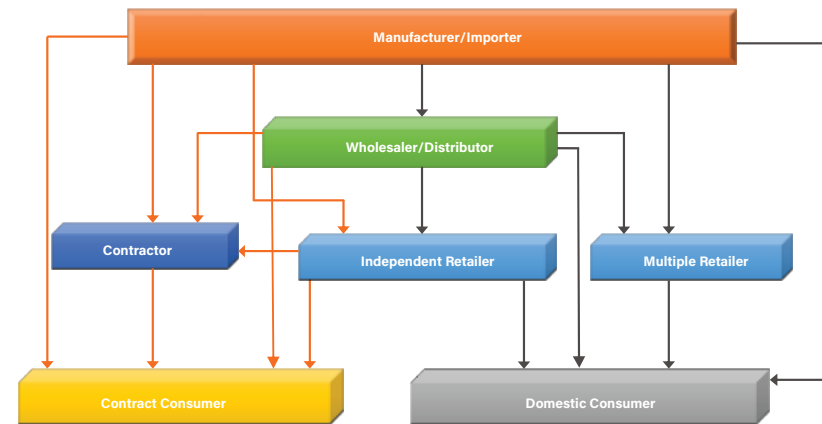 Manufacturer/Importer
Wholesaler/Distributor
Contractor
Independent Retailer
Multiple Retailer
Contract Consumer
Domestic Consumer